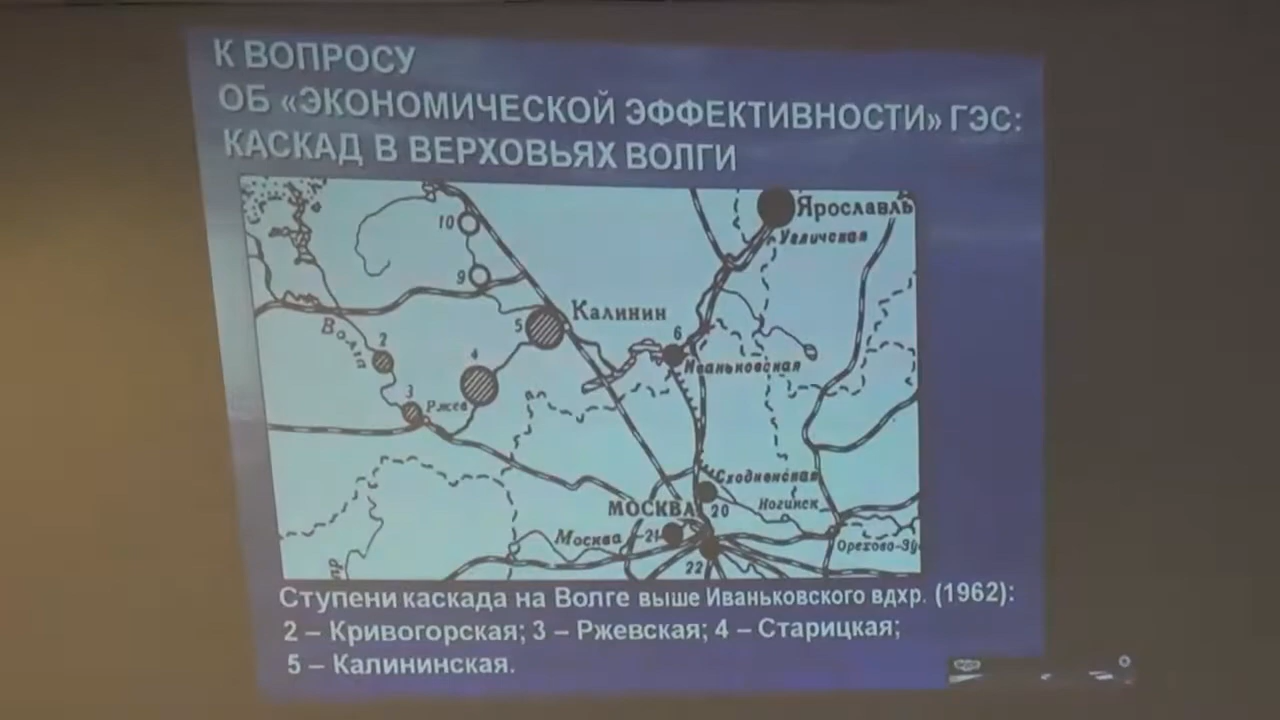 К ВОПРОСУ
ОБ «ЭКОНОМИЧЕСКОЙ ЭФФЕКТИВНОСТИ» ГЭС:
КАСКАД В ВЕРХОВЬЯХ ВОЛГИ
10
Ярославль
Угличская
9
Калинин
5
Волга
2
6
4
Иваньковская
3
Ржев
Сходненская
МОСКВА
20
Ногинск
Москва
21
Орехово-Зу
22
Ступени каскада на Волге выше Иваньковского вдхр. (1962):
2 – Кривогорская; 3 – Ржевская; 4 – Старицкая;
5 – Калининская.